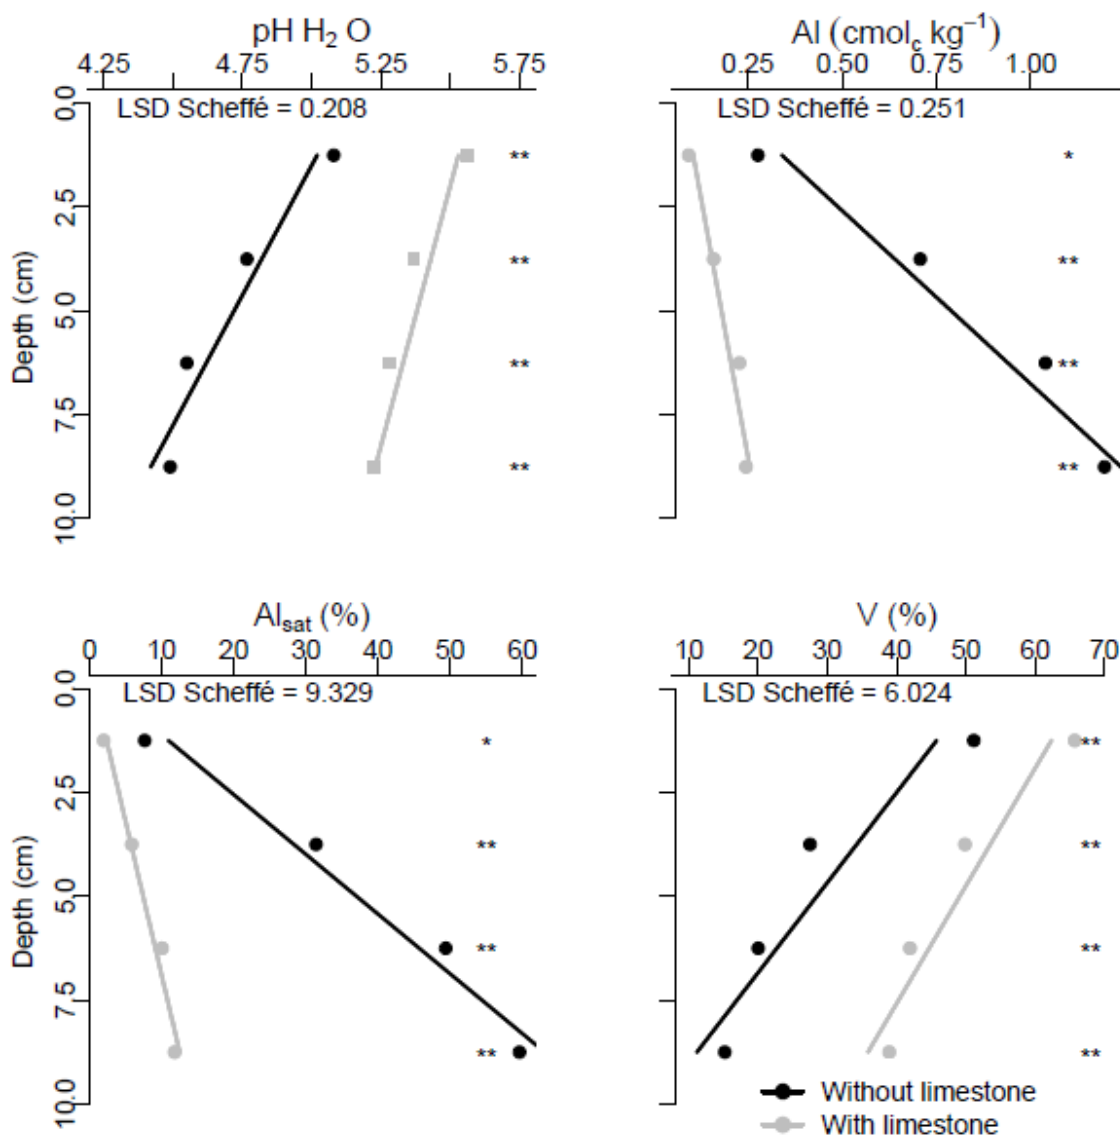 pH H₂ O
4.25 4.75 5.25 5.75
LSD Scheffé = 0.208
**
**
**
**
0.0
2.5
5.0
7.5
10.0
Depth (cm)
Al (cmol꜀ kg⁻¹)
0.25 0.50 0.75 1.00
LSD Scheffé = 0.251
*
**
**
**
Al_sat (%)
0 10 20 30 40 50 60
LSD Scheffé = 9.329
*
**
**
**
0.0
2.5
5.0
7.5
10.0
Depth (cm)
V (%)
10 20 30 40 50 60 70
LSD Scheffé = 6.024
**
**
**
**
Without limestone
With limestone